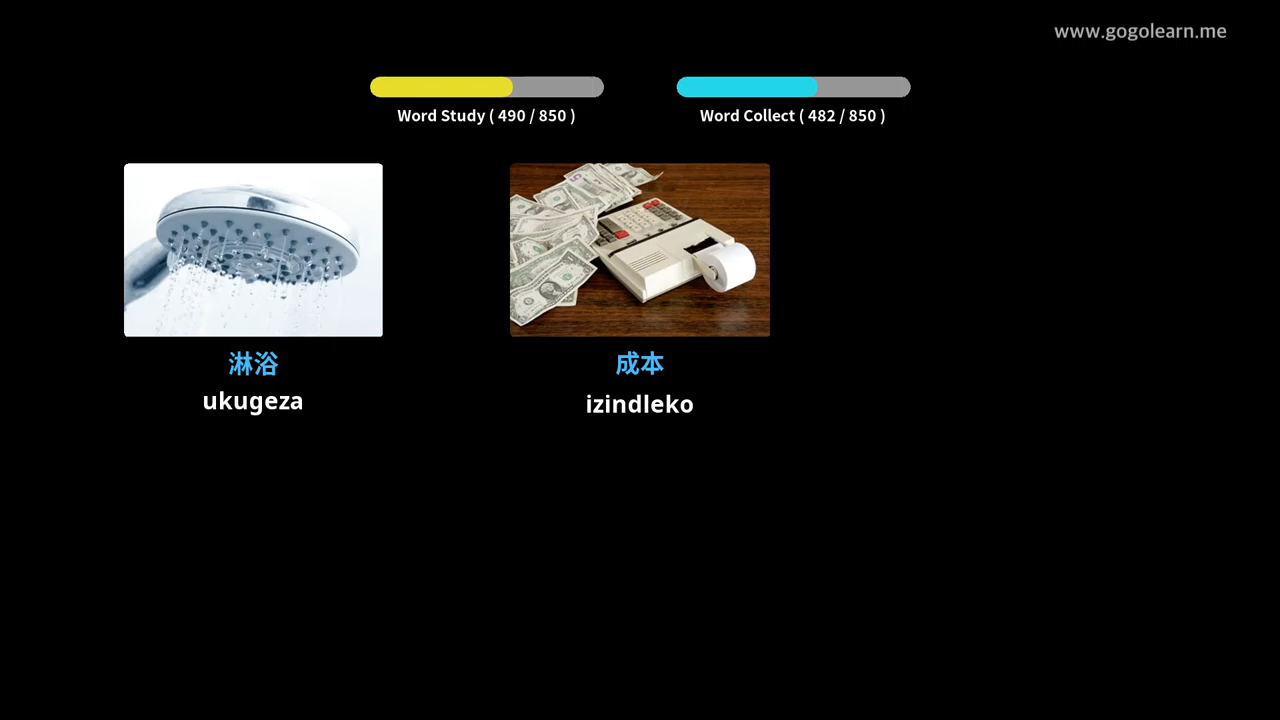 www.gogolearn.me
Word Study ( 490 / 850 )
Word Collect ( 482 / 850 )
淋浴
ukugeza
成本
izindleko